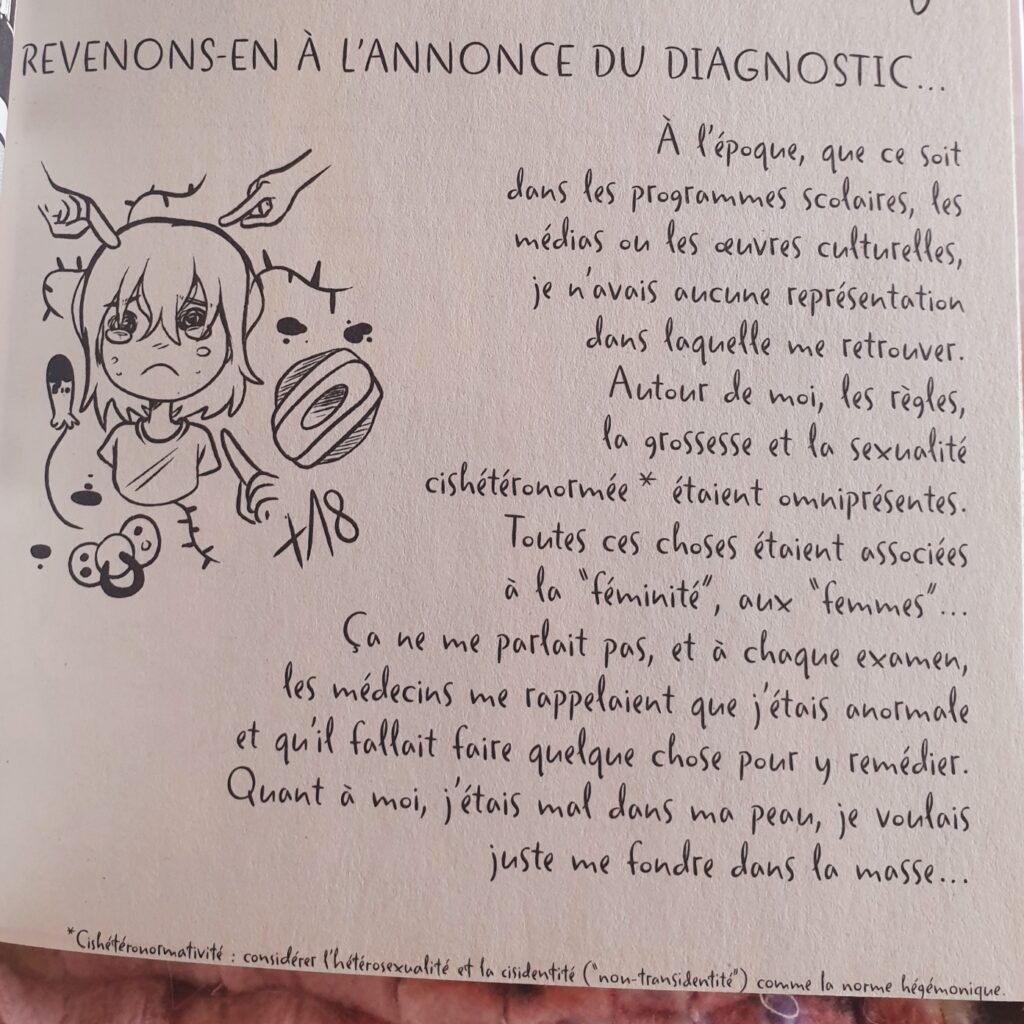 REVENONS-EN À L'ANNONCE DU DIAGNOSTIC...
À l'époque, que ce soit
dans les programmes scolaires, les
médias ou les œuvres culturelles,
je n'avais aucune représentation
dans laquelle me retrouver.
Autour de moi, les règles,
la grossesse et la sexualité
cishétéronormée * étaient omniprésentes.
Toutes ces choses étaient associées
à la "féminité", aux "femmes"...
Ça ne me parlait pas, et à chaque examen,
les médecins me rappelaient que j'étais anormale
et qu'il fallait faire quelque chose pour y remédier.
Quant à moi, j'étais mal dans ma peau, je voulais
juste me fondre dans la masse...
+18
*Cishétéronormativité : considérer l'hétérosexualité et la cisidentité ("non-transidentité") comme la norme hégémonique.